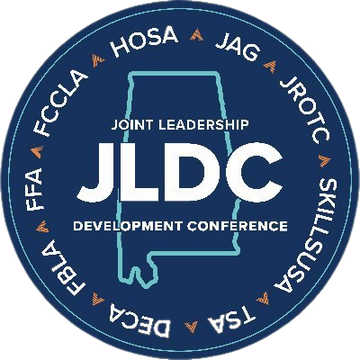 HOSA
JAG
JROTC
SKILLSUSA
TSA
DECA
FBLA
FFA
FCCLA
JOINT LEADERSHIP
JLDC
DEVELOPMENT CONFERENCE